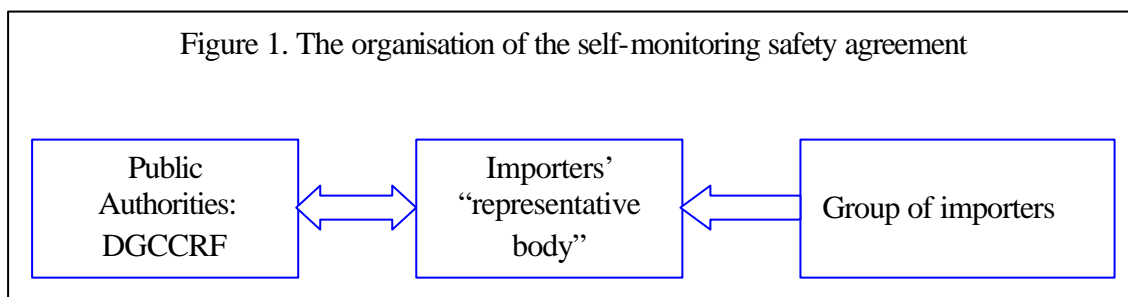 Figure 1. The organisation of the self-monitoring safety agreement
Public
Authorities:
DGCCRF
Importers’
“representative
body”
Group of importers